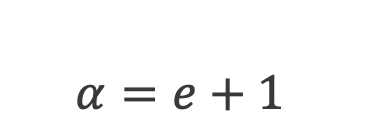 α = e + 1